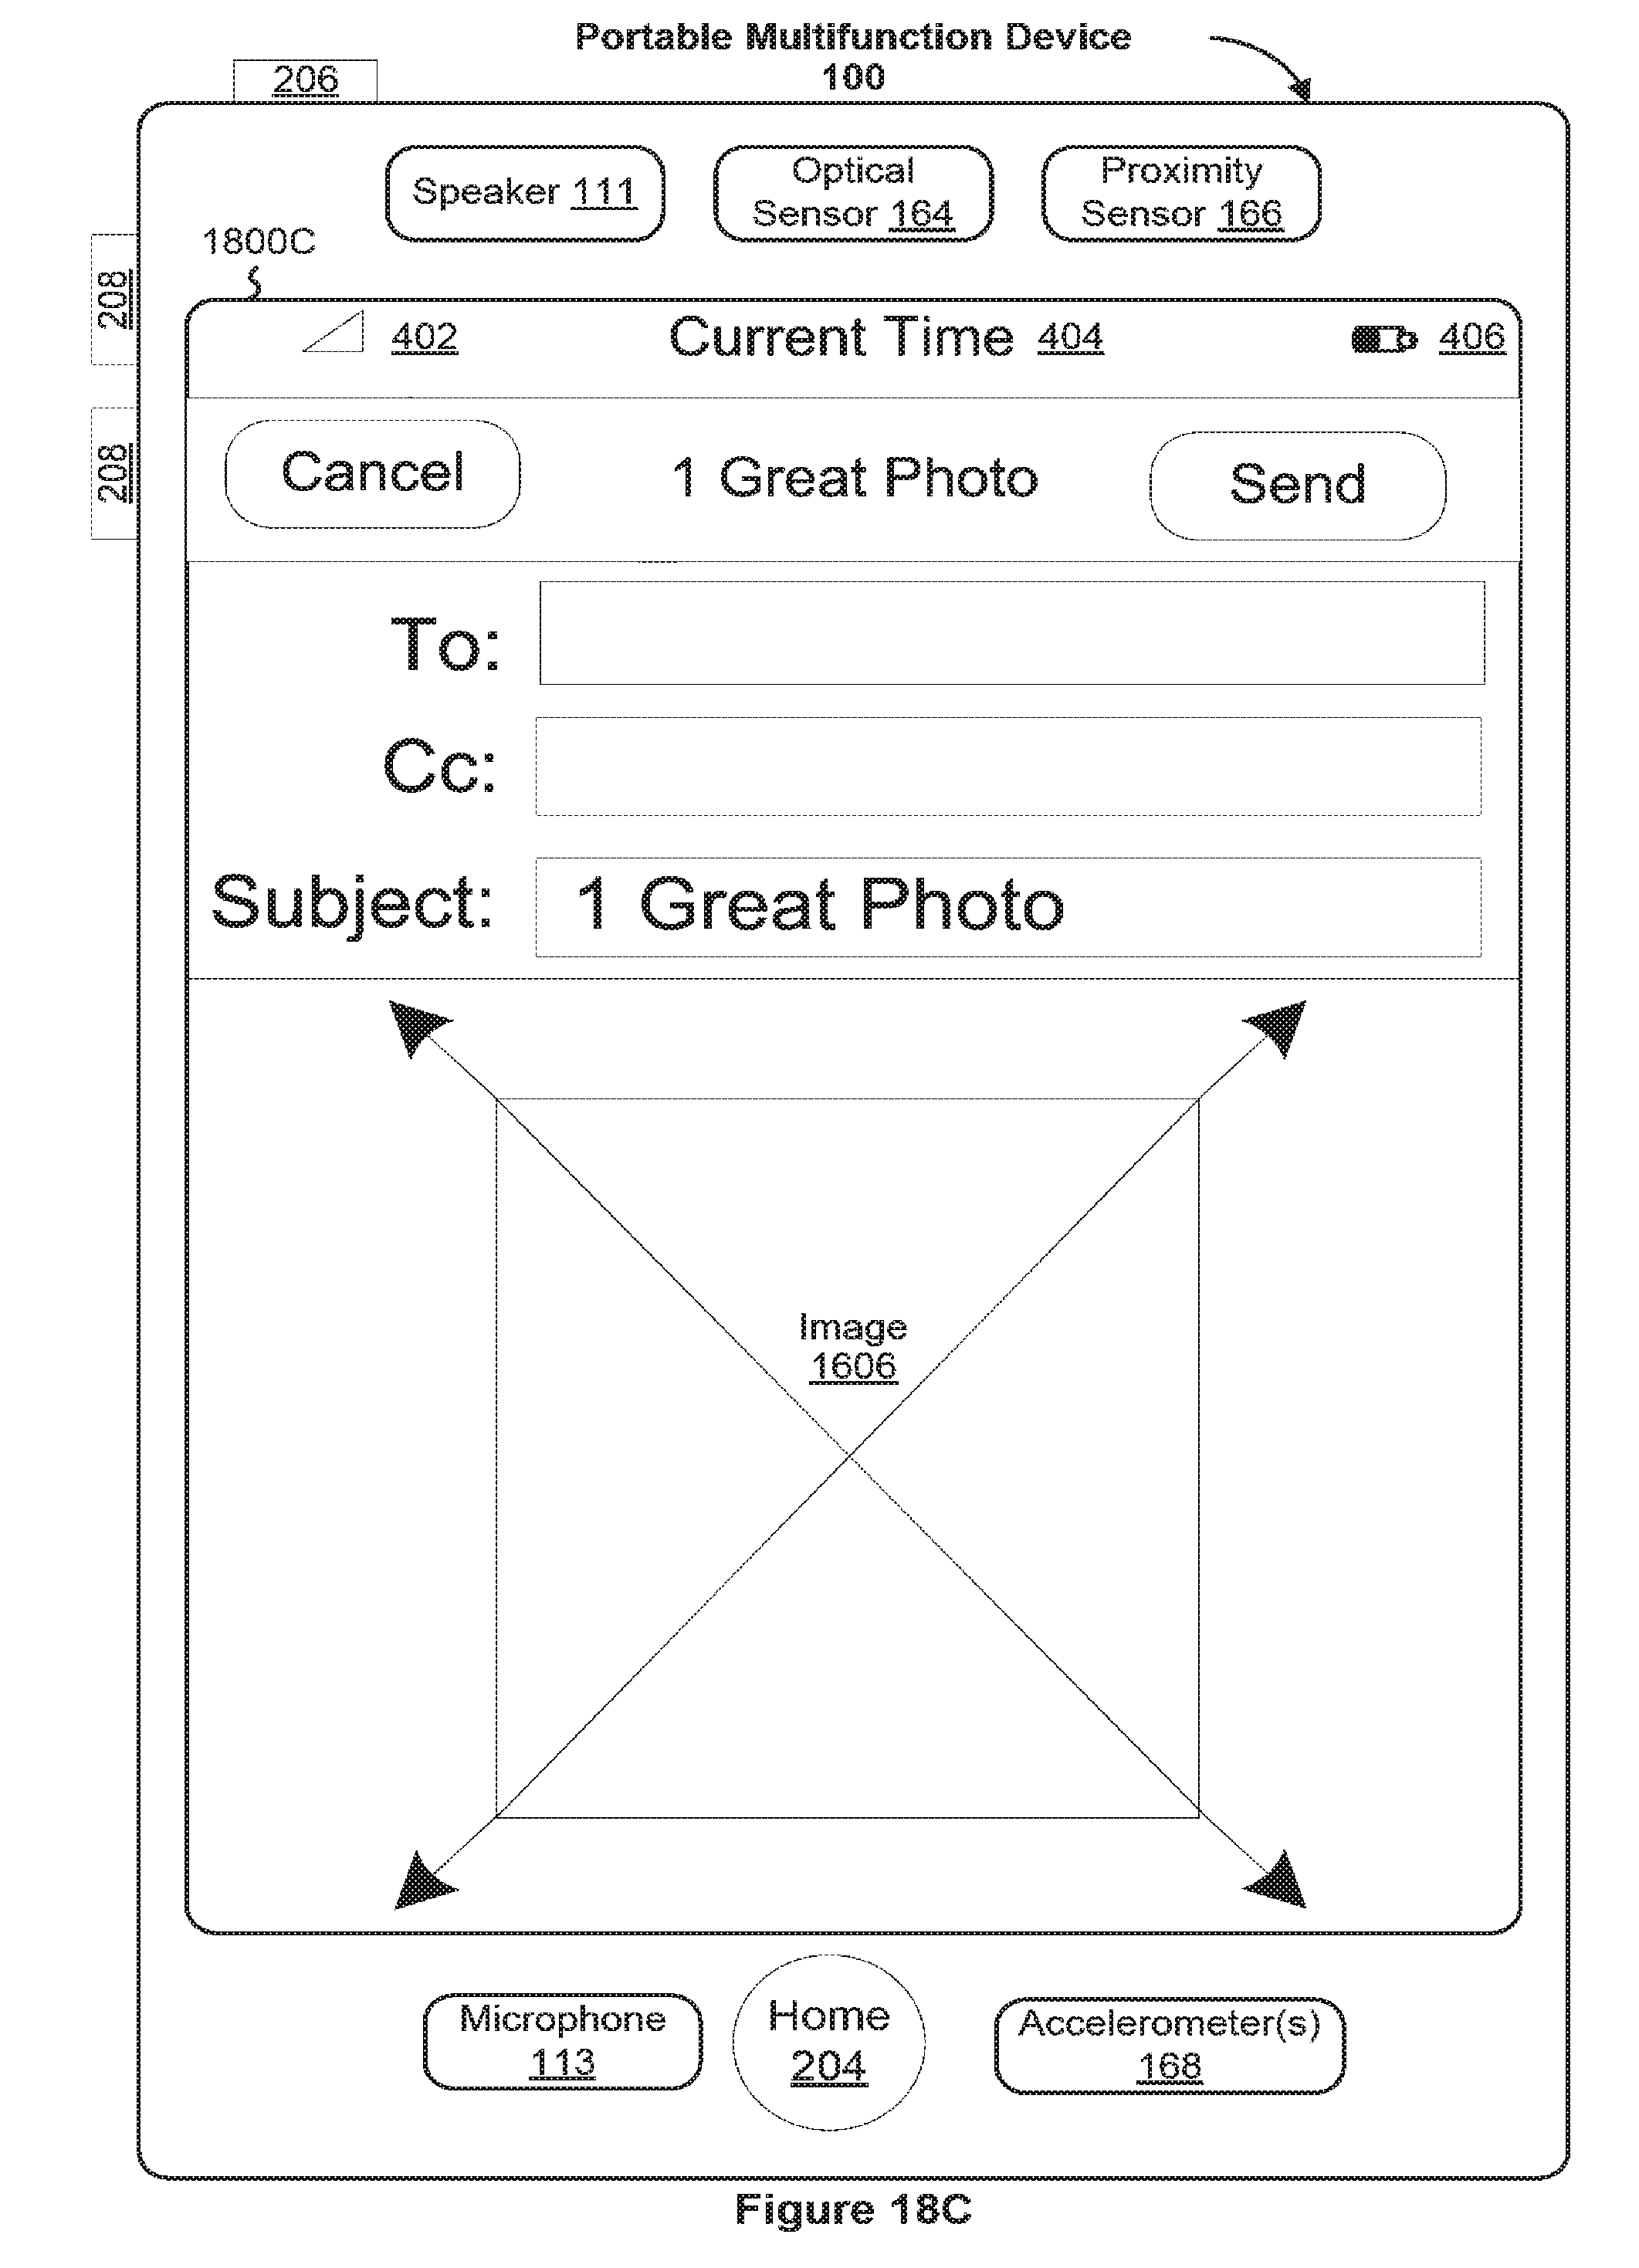 Portable Multifunction Device
100
206
Speaker 111
Optical
Sensor 164
Proximity
Sensor 166
1800C
208
208
402
Current Time 404
406
Cancel
1 Great Photo
Send
To:
Cc:
Subject: 1 Great Photo
Image
1606
Microphone
113
Home
204
Accelerometer(s)
168
Figure 18C